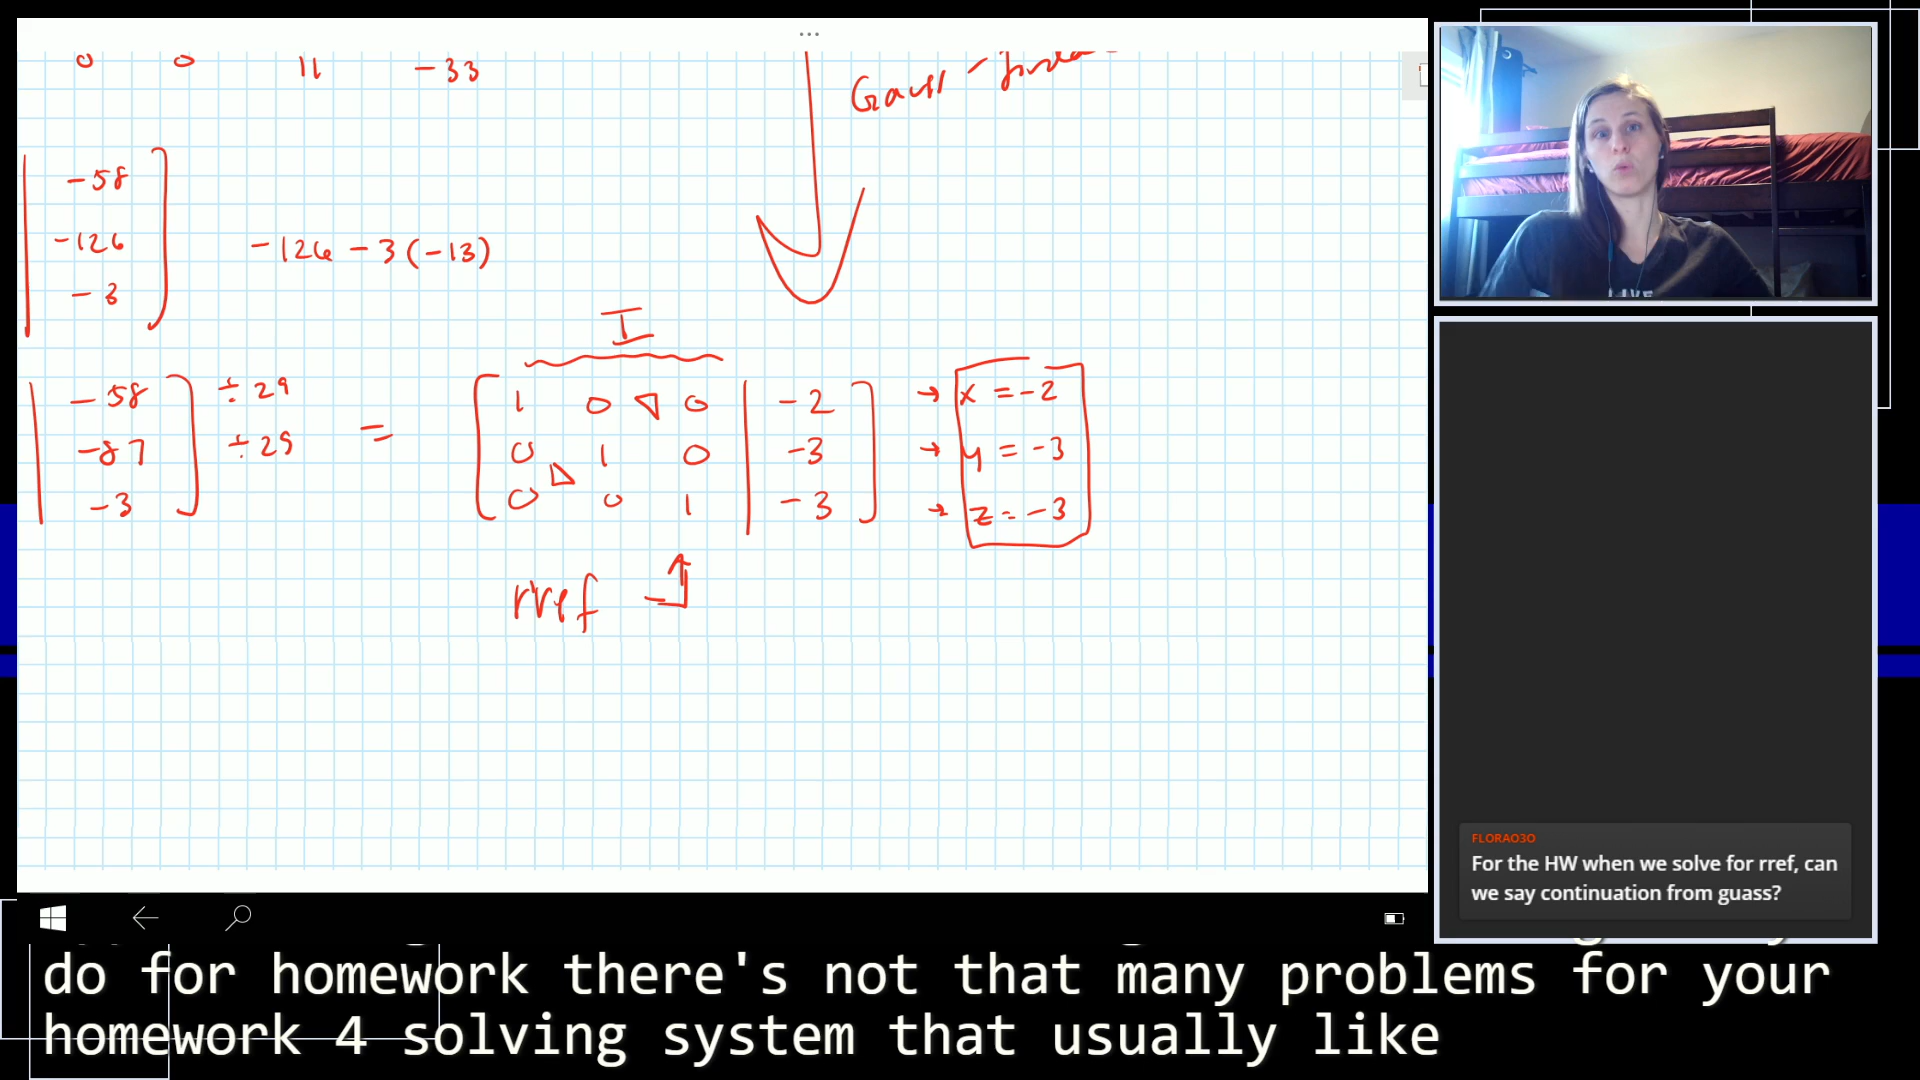 0 0 11 -33
Gauss - Jordan
-58
-126
-3
-126 - 3(-13)
I
-58 ÷ 29
-87 ÷ 29
-3
=
1 0 0 | -2 → x = -2
0 1 0 | -3 → y = -3
0 0 1 | -3 → z = -3
rref
FLORAO3O
For the HW when we solve for rref, can
we say continuation from guass?
do for homework there's not that many problems for your
homework 4 solving system that usually like